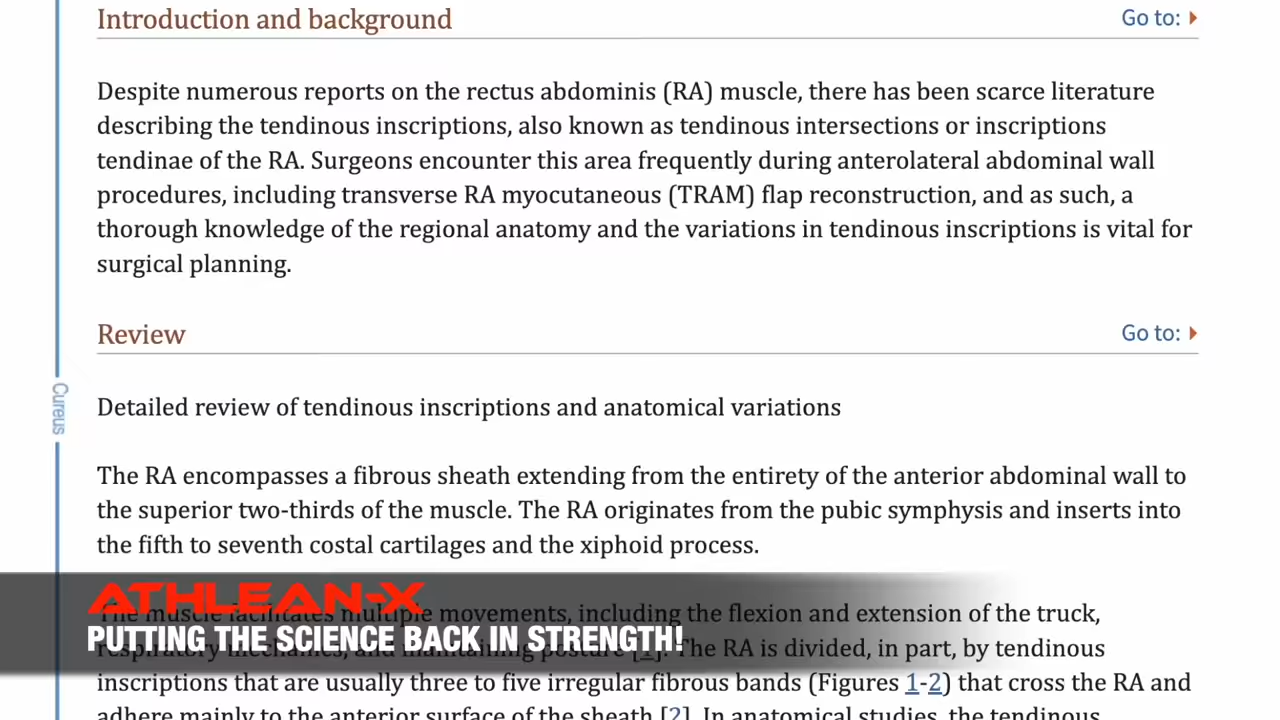 Introduction and background
Go to:
Despite numerous reports on the rectus abdominis (RA) muscle, there has been scarce literature
describing the tendinous inscriptions, also known as tendinous intersections or inscriptions
tendinae of the RA. Surgeons encounter this area frequently during anterolateral abdominal wall
procedures, including transverse RA myocutaneous (TRAM) flap reconstruction, and as such, a
thorough knowledge of the regional anatomy and the variations in tendinous inscriptions is vital for
surgical planning.
Review
Go to:
Cureus
Detailed review of tendinous inscriptions and anatomical variations
The RA encompasses a fibrous sheath extending from the entirety of the anterior abdominal wall to
the superior two-thirds of the muscle. The RA originates from the pubic symphysis and inserts into
the fifth to seventh costal cartilages and the xiphoid process.
ATHLEAN-X
The muscle facilitates multiple movements, including the flexion and extension of the truck,
PUTTING THE SCIENCE BACK IN STRENGTH!
respiratory mechanics, and maintaining posture [1]. The RA is divided, in part, by tendinous
inscriptions that are usually three to five irregular fibrous bands (Figures 1-2) that cross the RA and
adhere mainly to the anterior surface of the sheath [2]. In anatomical studies, the tendinous